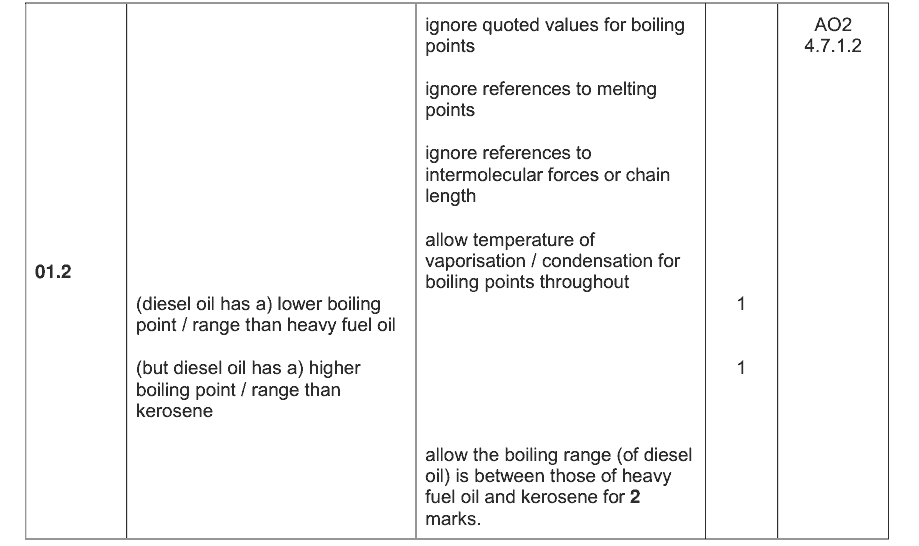 ignore quoted values for boiling
points
AO2
4.7.1.2
ignore references to melting
points
ignore references to
intermolecular forces or chain
length
allow temperature of
vaporisation / condensation for
boiling points throughout
01.2
(diesel oil has a) lower boiling
point / range than heavy fuel oil
1
(but diesel oil has a) higher
boiling point / range than
kerosene
1
allow the boiling range (of diesel
oil) is between those of heavy
fuel oil and kerosene for 2
marks.